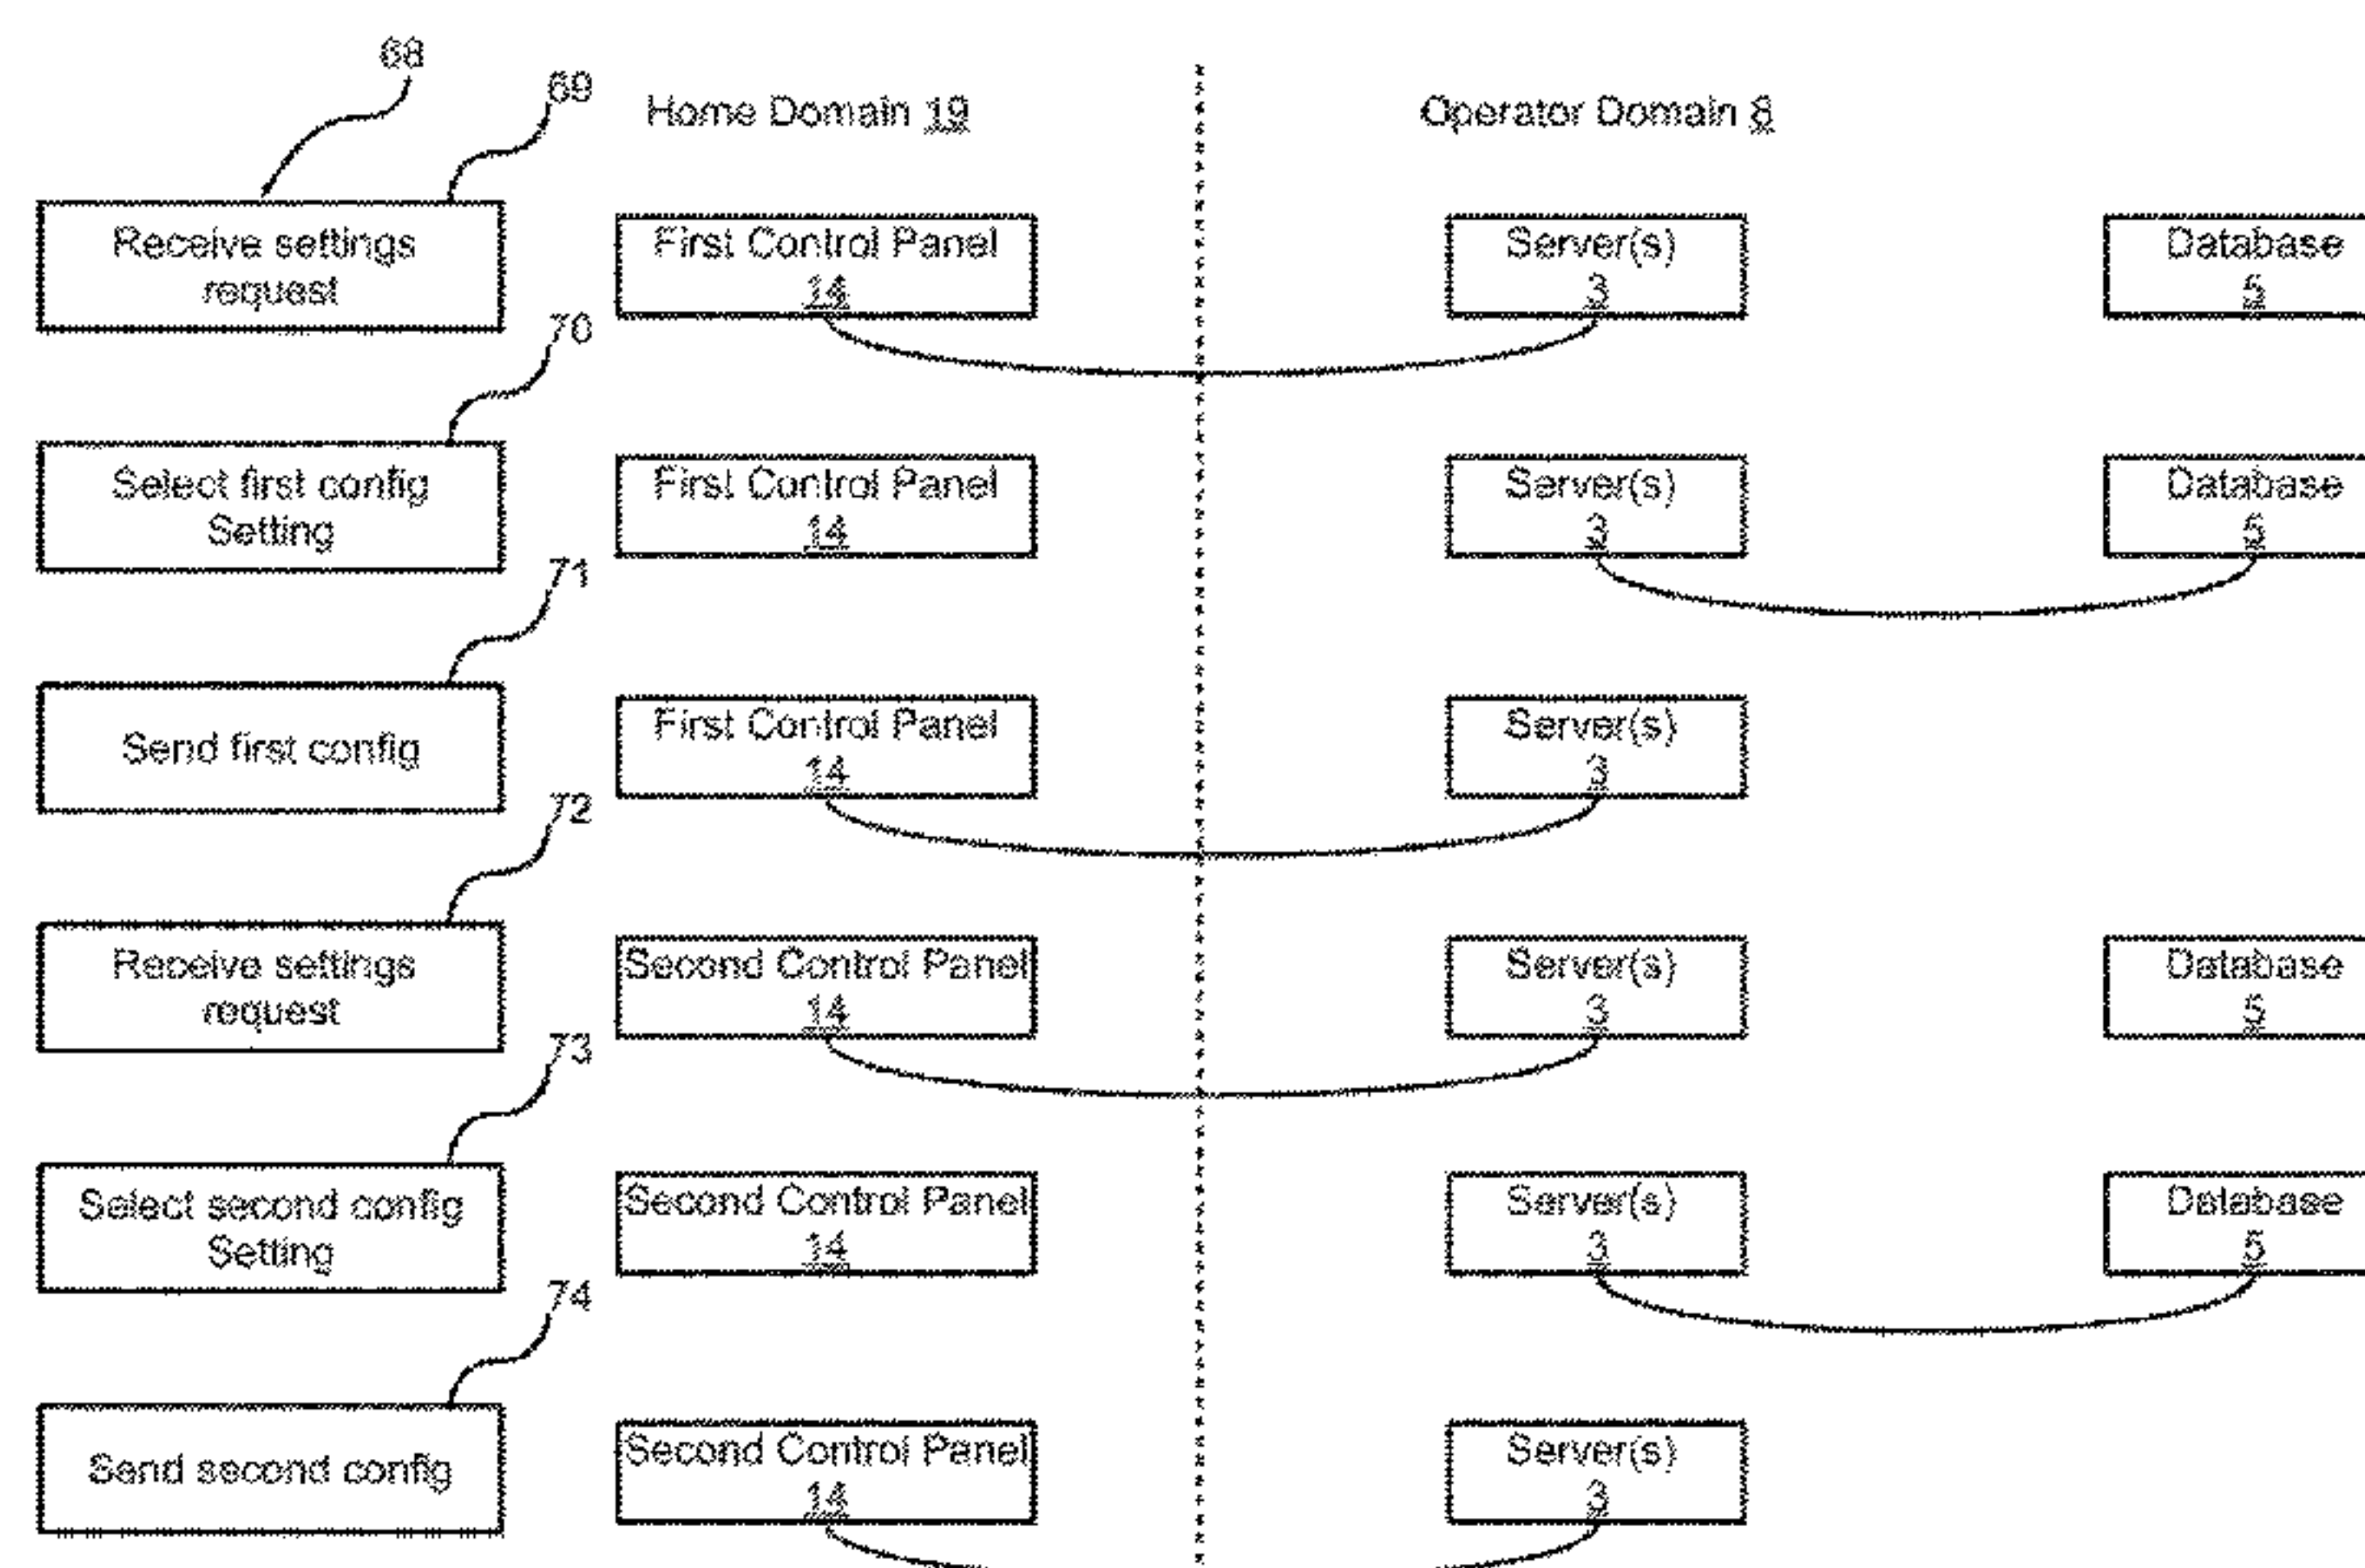 68
69
Home Domain 19
Operator Domain 8
Receive settings
request
First Control Panel
14
Server(s)
3
Database
5
70
Select first config
Setting
First Control Panel
14
Server(s)
3
Database
5
71
Send first config
First Control Panel
14
Server(s)
3
72
Receive settings
request
Second Control Panel
14
Server(s)
3
Database
5
73
Select second config
Setting
Second Control Panel
14
Server(s)
3
Database
5
74
Send second config
Second Control Panel
14
Server(s)
3